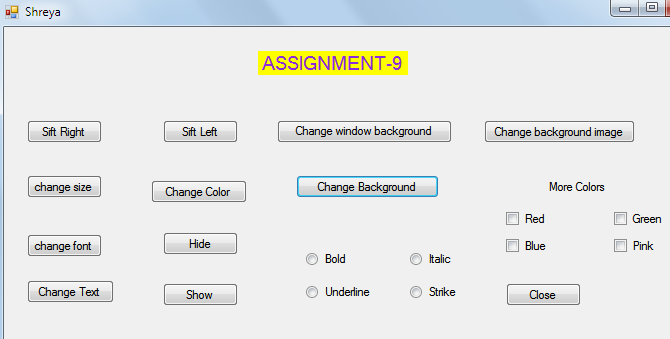 Shreya
ASSIGNMENT-9
Sift Right
Sift Left
Change window background
Change background image
change size
Change Color
Change Background
More Colors
Red
Green
change font
Hide
Blue
Pink
Bold
Italic
Change Text
Show
Underline
Strike
Close